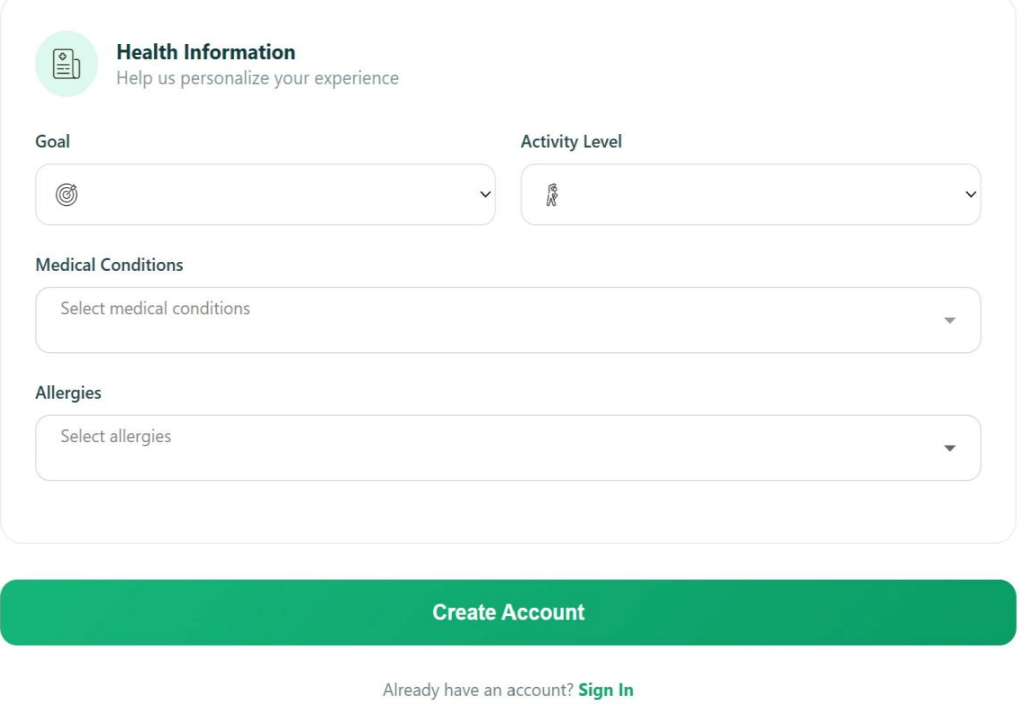 Health Information
Help us personalize your experience
Goal
Activity Level
Medical Conditions
Select medical conditions
Allergies
Select allergies
Create Account
Already have an account? Sign In